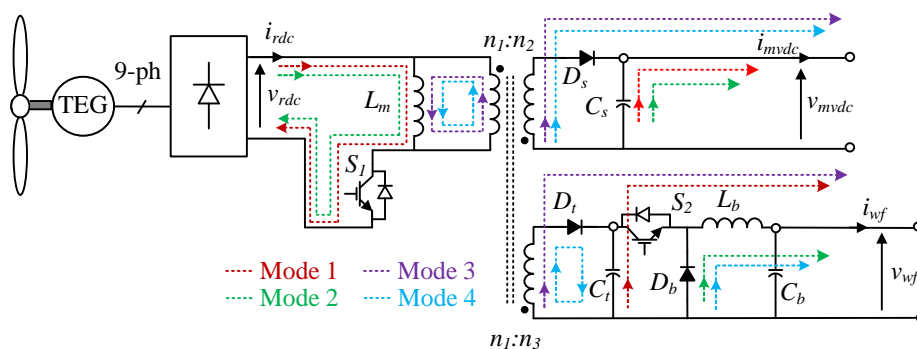 i_rdc
n_1:n_2
i_mvdc
9-ph
D_s
TEG
v_rdc
L_m
C_s
v_mvdc
S_1
S_2
L_b
D_t
i_wf
Mode 1
Mode 3
Mode 2
Mode 4
C_t
D_b
C_b
v_wf
n_1:n_3